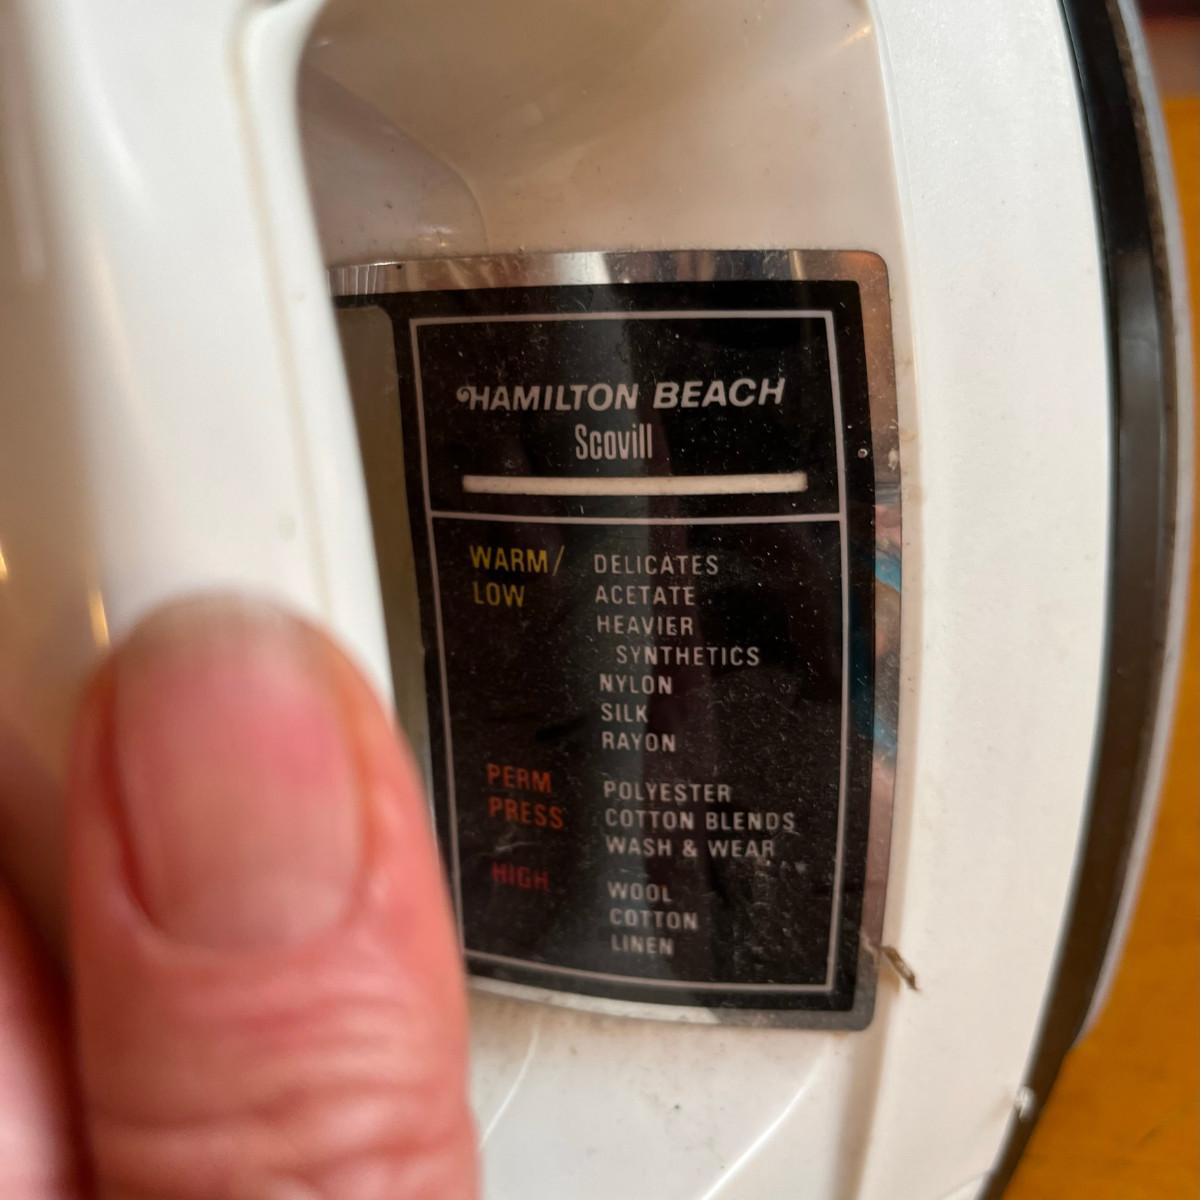 HAMILTON BEACH
Scovill
WARM/ DELICATES
LOW ACETATE
HEAVIER
SYNTHETICS
NYLON
SILK
RAYON
PERM POLYESTER
PRESS COTTON BLENDS
WASH & WEAR
HIGH WOOL
COTTON
LINEN